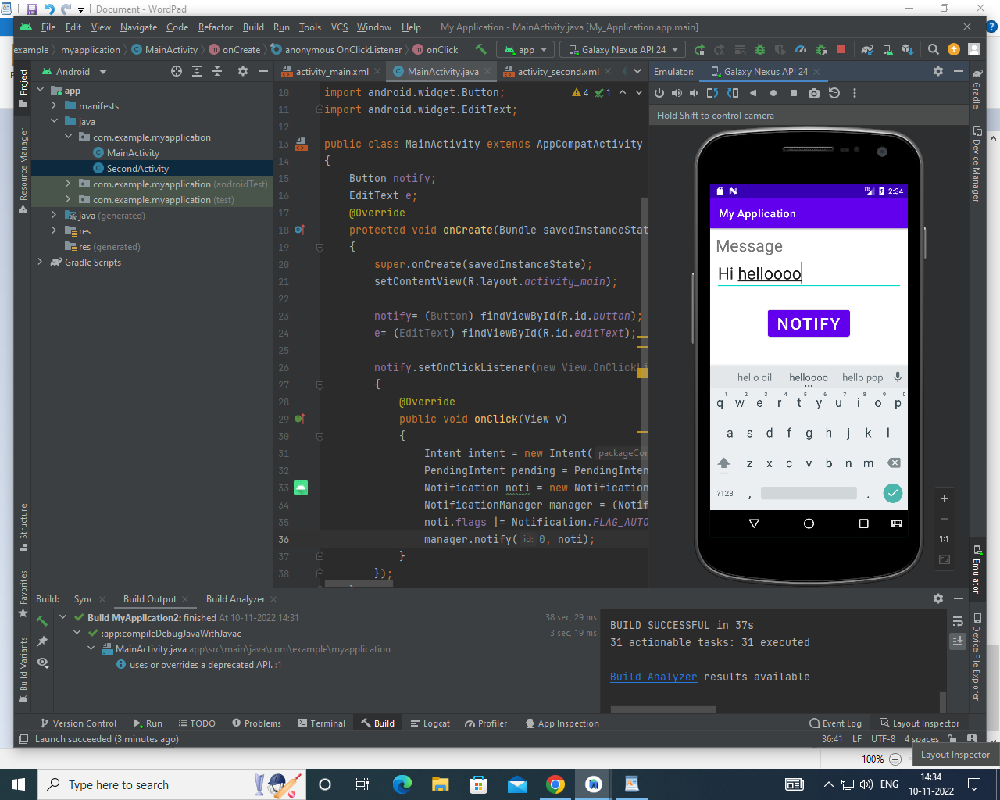 Document - WordPad
File Edit View Navigate Code Refactor Build Run Tools VCS Window Help My Application - MainActivity.java [My_Application.app.main]
example myapplication MainActivity onCreate anonymous OnClickListener onClick app Galaxy Nexus API 24
Android
activity_main.xml MainActivity.java activity_second.xml
Emulator: Galaxy Nexus API 24
Hold Shift to control camera
Project
Resource Manager
Structure
Favorites
Build Variants
app
manifests
java
com.example.myapplication
MainActivity
SecondActivity
com.example.myapplication (androidTest)
com.example.myapplication (test)
java (generated)
res
res (generated)
Gradle Scripts
4 1
10 import android.widget.Button;
11 import android.widget.EditText;
12
13 public class MainActivity extends AppCompatActivity
14 {
15 Button notify;
16 EditText e;
17 @Override
18 protected void onCreate(Bundle savedInstanceStat
19 {
20 super.onCreate(savedInstanceState);
21 setContentView(R.layout.activity_main);
22
23 notify= (Button) findViewById(R.id.button);
24 e= (EditText) findViewById(R.id.editText);
25
26 notify.setOnClickListener(new View.OnClickLi
27 {
28 @Override
29 public void onClick(View v)
30 {
31 Intent intent = new Intent( packageCon
32 PendingIntent pending = PendingInten
33 Notification noti = new Notification
34 NotificationManager manager = (Notif
35 noti.flags |= Notification.FLAG_AUTO
36 manager.notify( id: 0, noti);
37 }
38 });
2:34
My Application
Message
Hi helloooo
NOTIFY
hello oil helloooo hello pop
1 2 3 4 5 6 7 8 9 0
q w e r t y u i o p
a s d f g h j k l
z x c v b n m
?123 , .
+
1:1
Gradle
Device Manager
Emulator
Device File Explorer
Build: Sync Build Output Build Analyzer
Build MyApplication2: finished At 10-11-2022 14:31 38 sec, 29 ms
:app:compileDebugJavaWithJavac 3 sec, 19 ms
MainActivity.java app\src\main\java\com\example\myapplication
uses or overrides a deprecated API. :1
BUILD SUCCESSFUL in 37s
31 actionable tasks: 31 executed
Build Analyzer results available
Version Control Run TODO Problems Terminal Build Logcat Profiler App Inspection Event Log Layout Inspector
Launch succeeded (3 minutes ago) 36:41 LF UTF-8 4 spaces
Layout Inspector
100%
Type here to search
ENG
14:34
10-11-2022